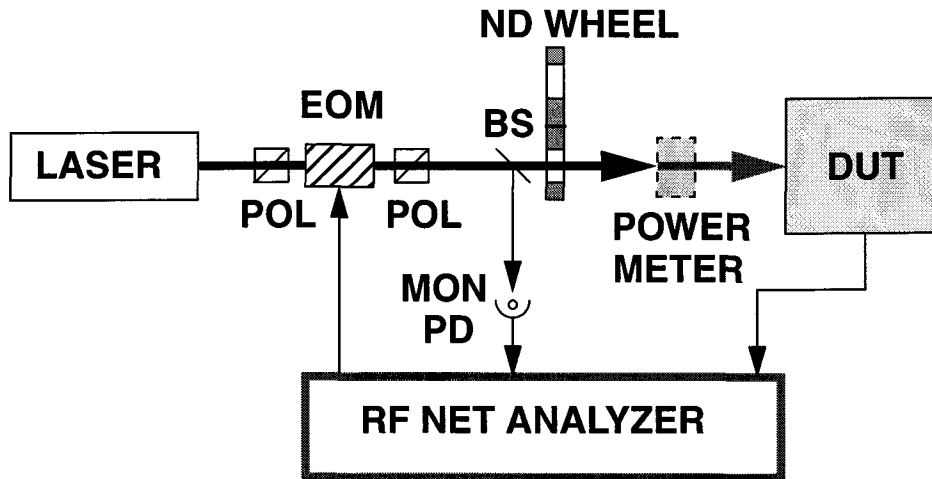 ND WHEEL
EOM
BS
LASER
DUT
POL
POL
POWER
METER
MON
PD
RF NET ANALYZER